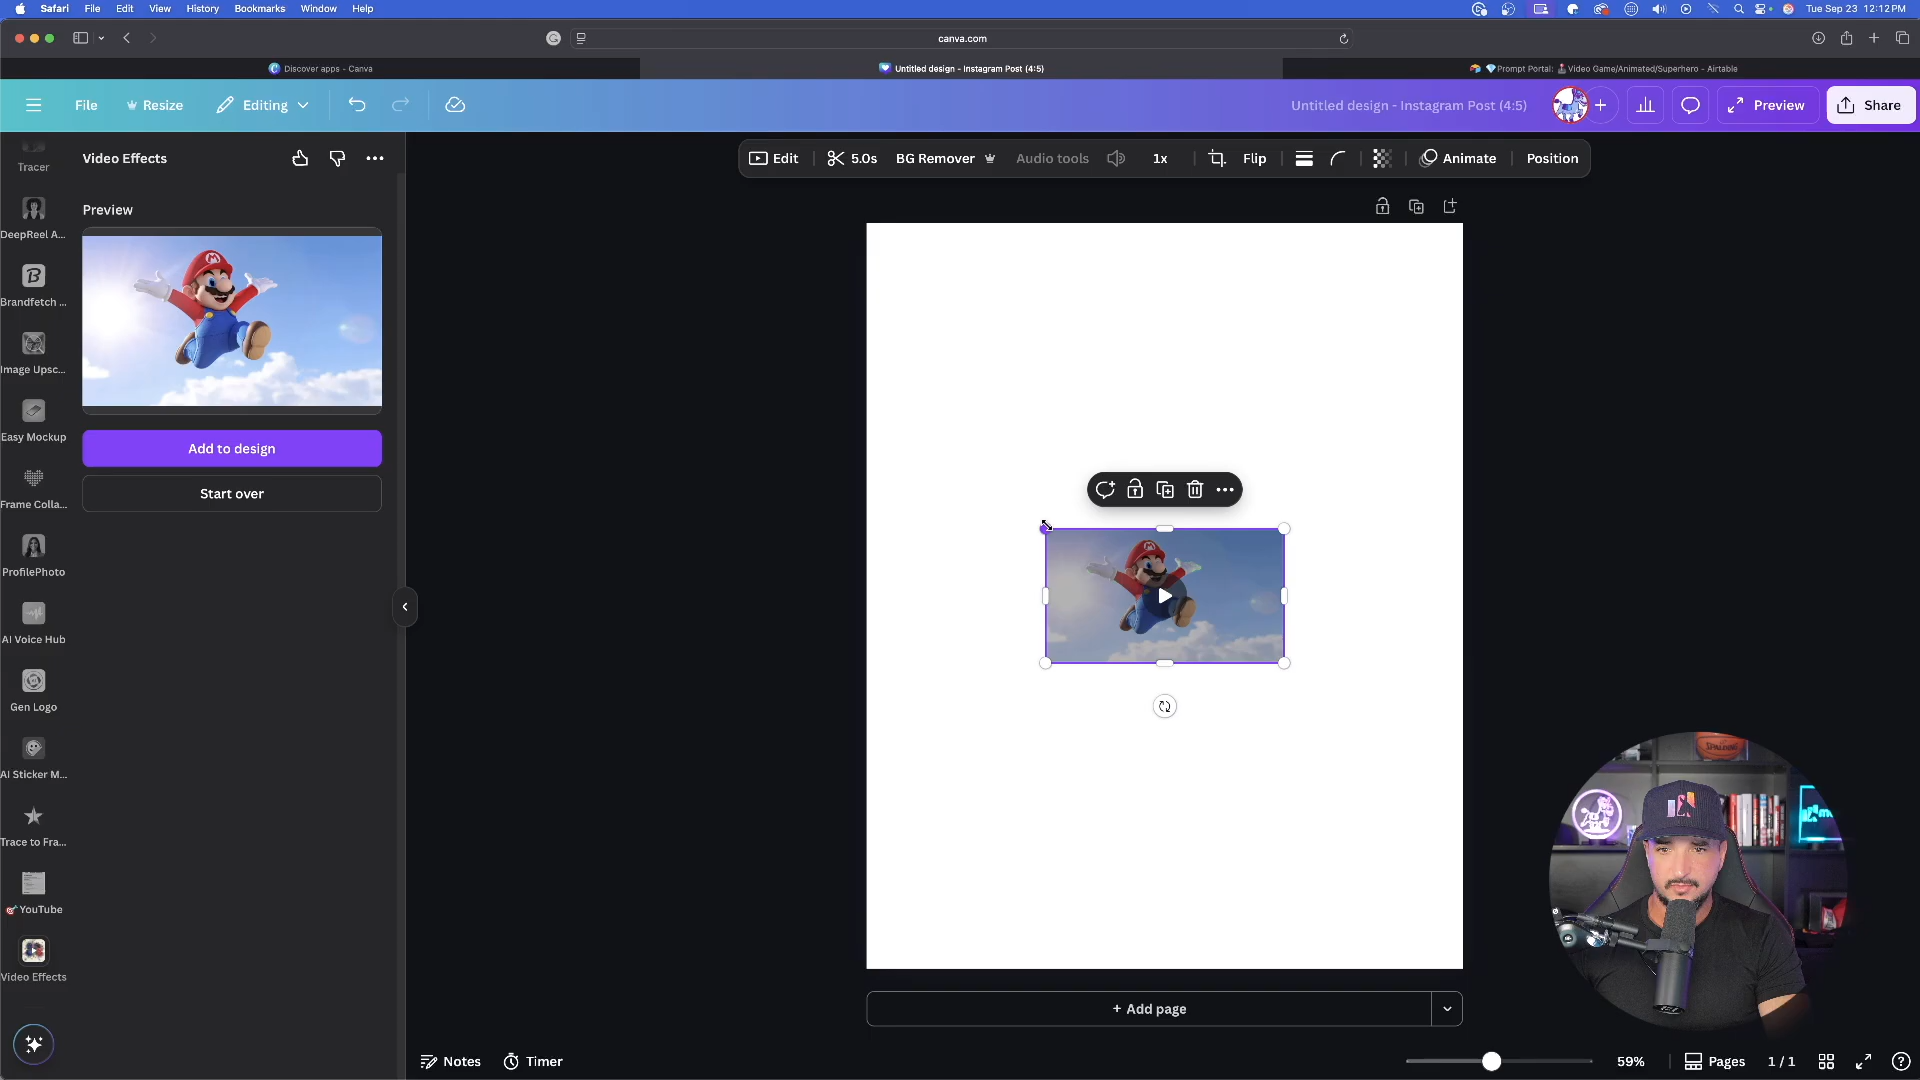 Safari File Edit View History Bookmarks Window Help
Tue Sep 23 12:12 PM
canva.com
Discover apps - Canva
Untitled design - Instagram Post (4:5)
Prompt Portal: Video Game/Animated/Superhero - Airtable
File Resize Editing
Untitled design - Instagram Post (4:5)
Preview Share
Tracer
DeepReel A...
Brandfetch ...
Image Upsc...
Easy Mockup
Frame Colla...
ProfilePhoto
AI Voice Hub
Gen Logo
AI Sticker M...
Trace to Fra...
YouTube
Video Effects
Video Effects
Preview
Add to design
Start over
Edit 5.0s BG Remover Audio tools 1x Flip Animate Position
M
M
SPALDING
+ Add page
Notes Timer
59% Pages 1 / 1